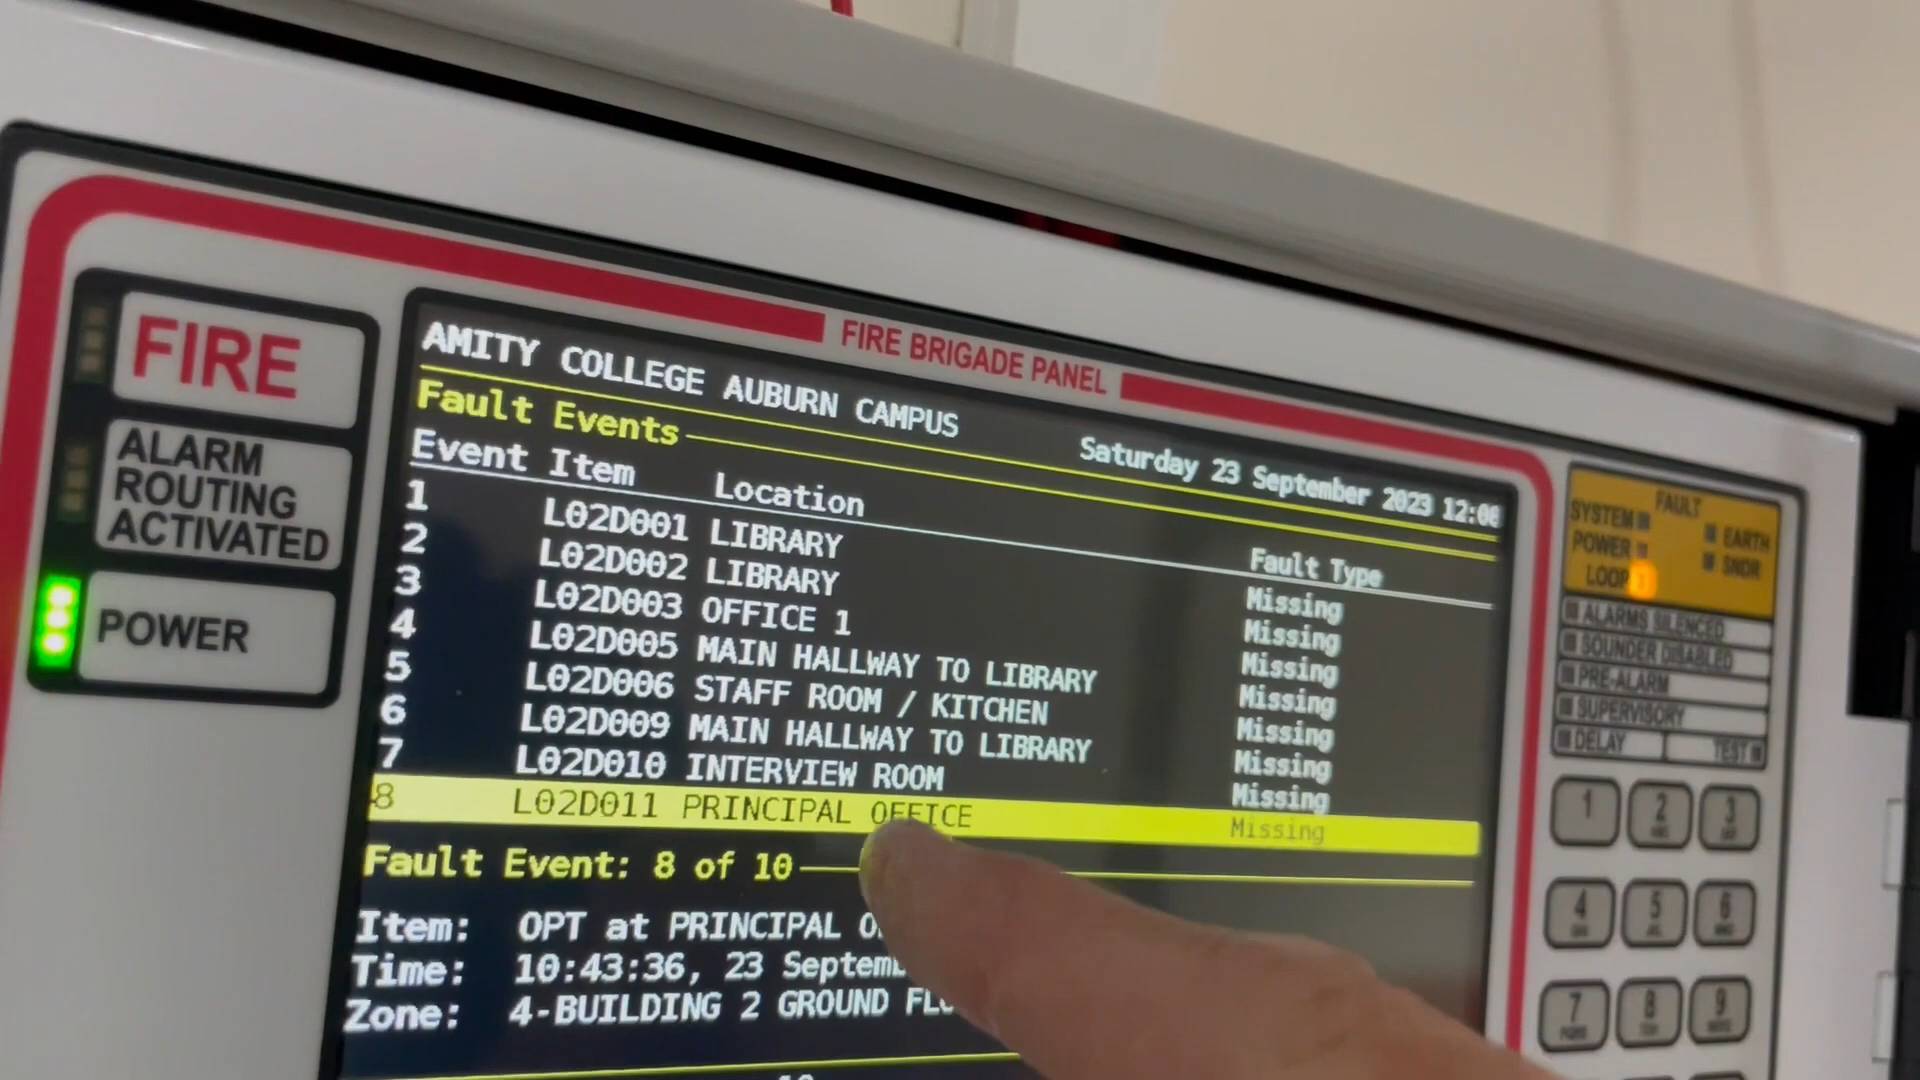 FIRE BRIGADE PANEL
FIRE
ALARM
ROUTING
ACTIVATED
POWER
AMITY COLLEGE AUBURN CAMPUS
Saturday 23 September 2023
Fault Events
Event Item Location Fault Type
1 L02D001 LIBRARY Missing
2 L02D002 LIBRARY Missing
3 L02D003 OFFICE 1 Missing
4 L02D005 MAIN HALLWAY TO LIBRARY Missing
5 L02D006 STAFF ROOM / KITCHEN Missing
6 L02D009 MAIN HALLWAY TO LIBRARY Missing
7 L02D010 INTERVIEW ROOM Missing
8 L02D011 PRINCIPAL OFFICE Missing
Fault Event: 8 of 10
Item: OPT at PRINCIPAL
Time: 10:43:36, 23
Zone: 4-BUILDING 2 GROUND
FAULT
SYSTEM EARTH
POWER SNDR
LOOP
ALARMS SILENCED
SOUNDER DISABLED
PRE-ALARM
SUPERVISORY
DELAY TEST
1 2 3
4 5 6
7 8 9